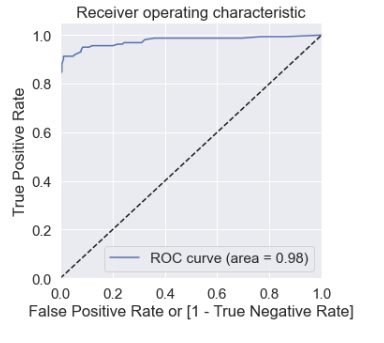 Receiver operating characteristic
1.0
0.8
0.6
0.4
0.2
0.0
True Positive Rate
ROC curve (area = 0.98)
0.0 0.2 0.4 0.6 0.8 1.0
False Positive Rate or [1 - True Negative Rate]